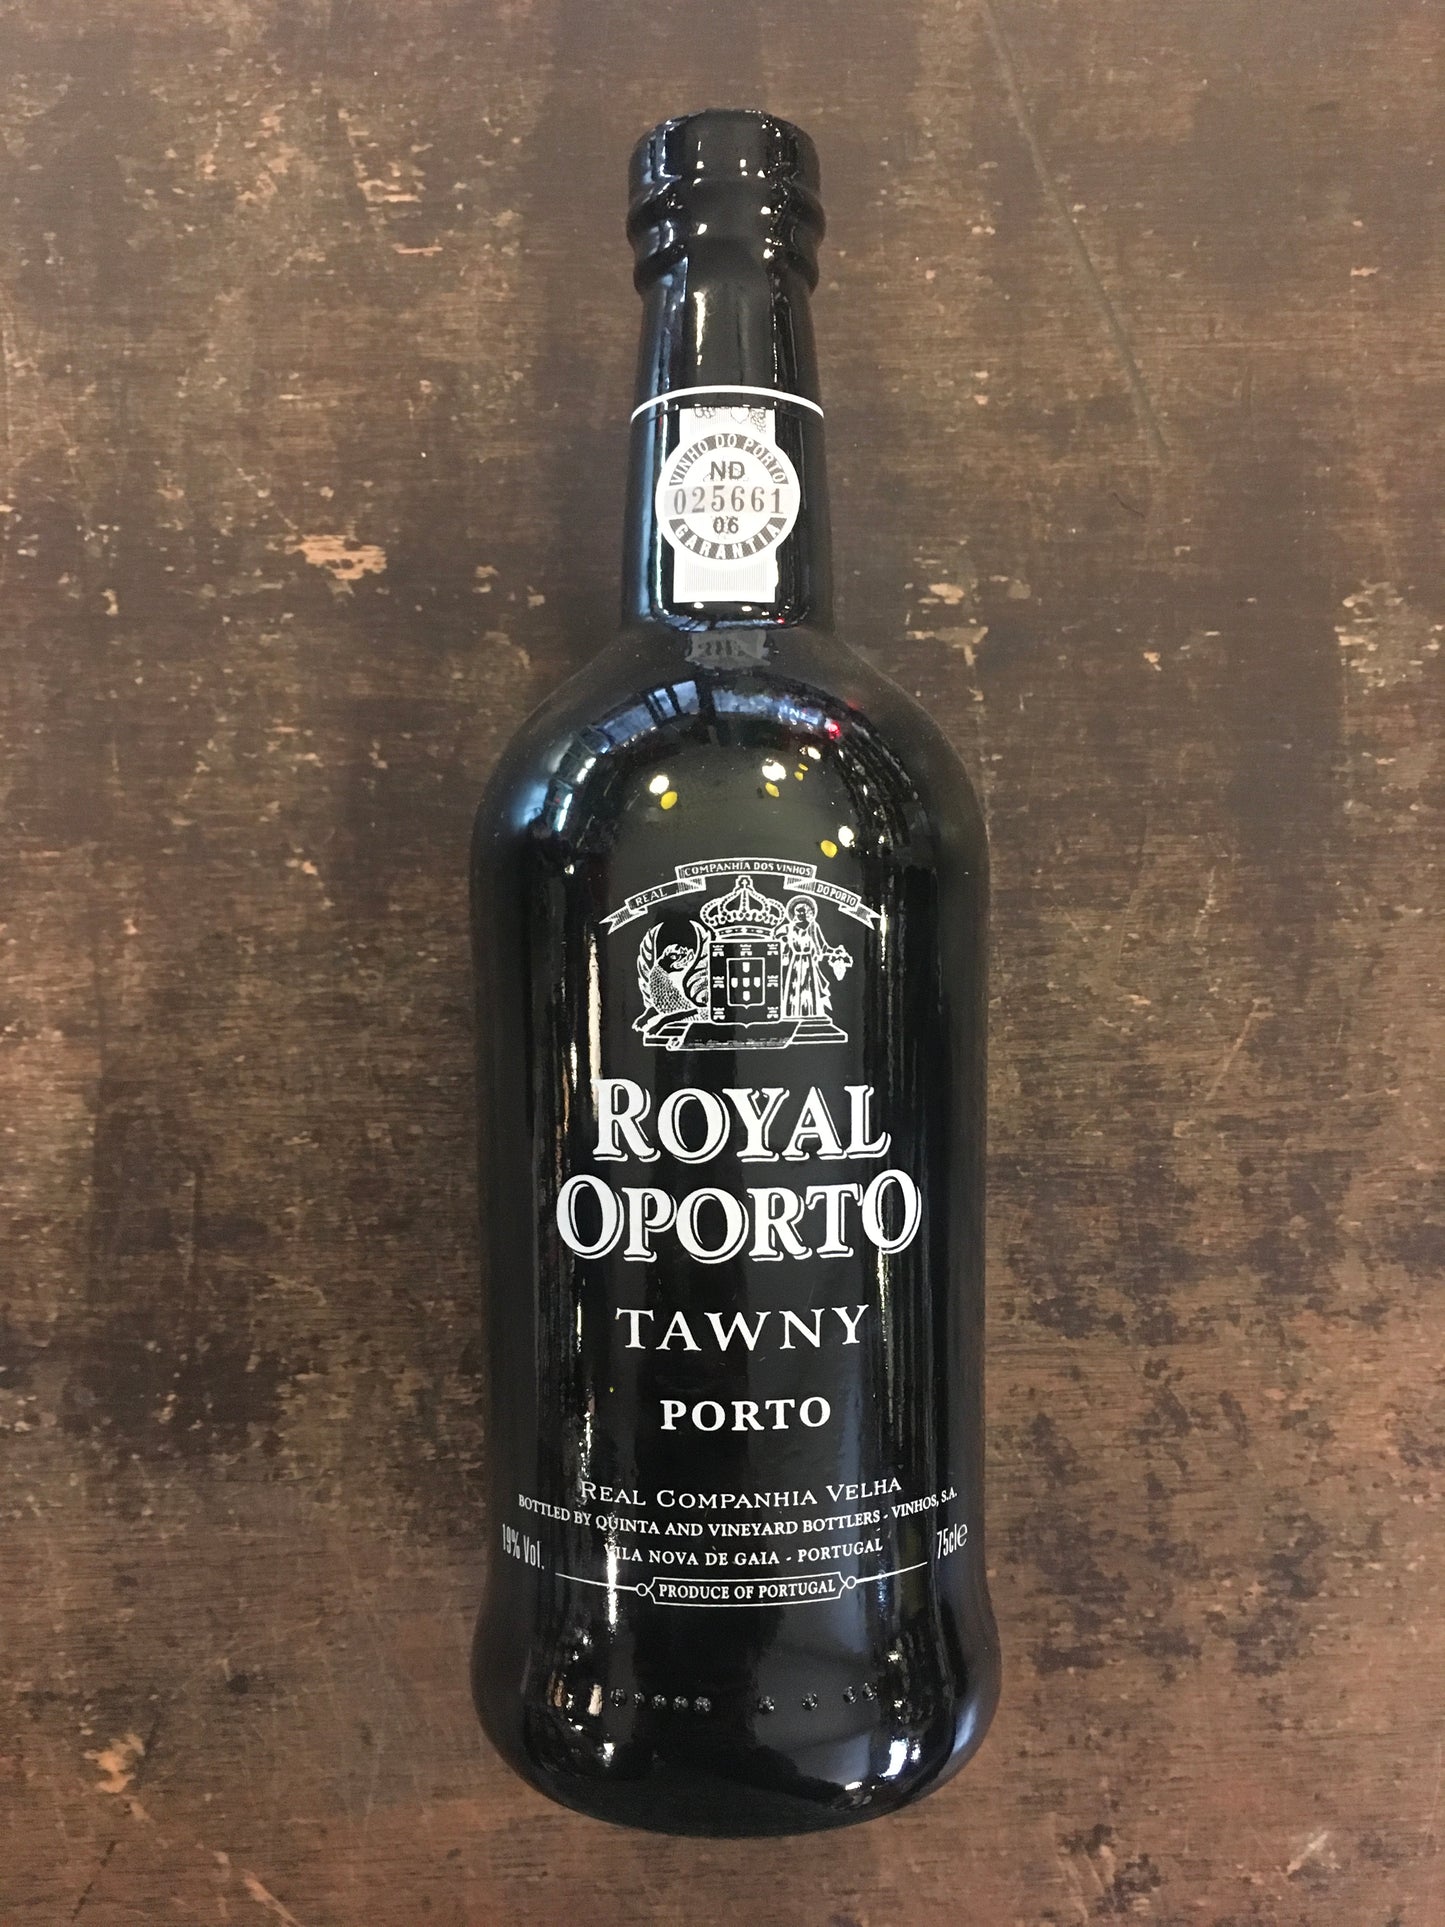 VINHO DO PORTO
ND
025661
06
GARANTIA
REAL COMPANHIA DOS VINHOS DO PORTO
ROYAL
OPORTO
TAWNY
PORTO
REAL COMPANHIA VELHA
BOTTLED BY QUINTA AND VINEYARD BOTTLERS - VINHOS, S.A.
19% Vol.
VILA NOVA DE GAIA - PORTUGAL
75cl e
PRODUCE OF PORTUGAL